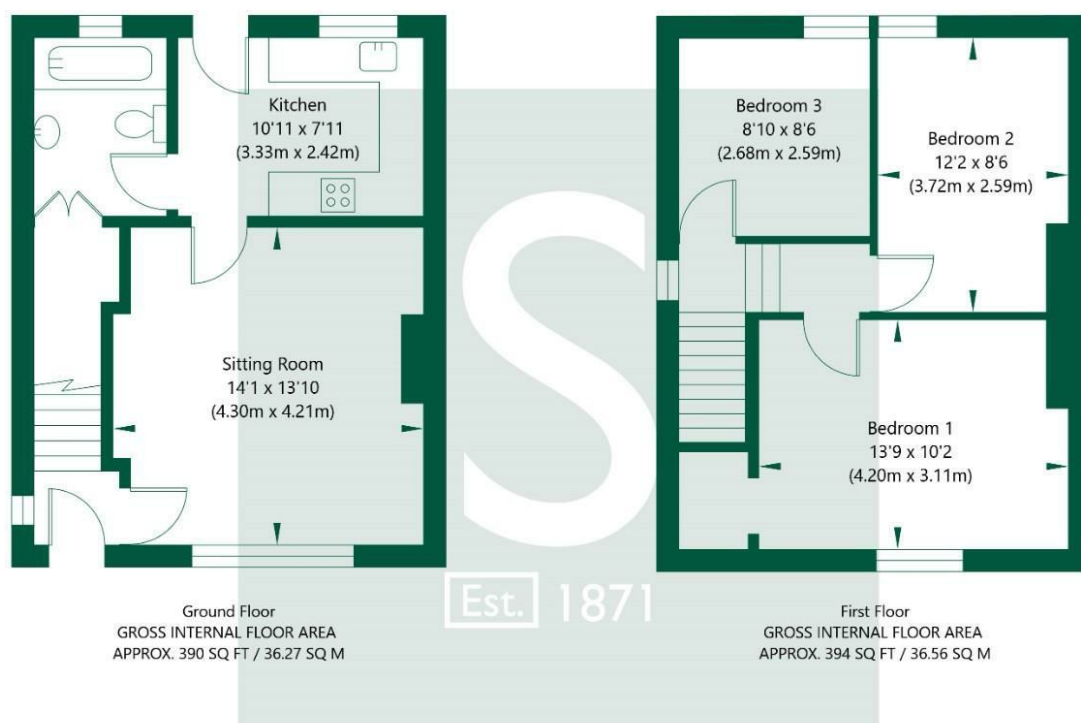 Kitchen
10'11 x 7'11
(3.33m x 2.42m)
Sitting Room
14'1 x 13'10
(4.30m x 4.21m)
Bedroom 3
8'10 x 8'6
(2.68m x 2.59m)
Bedroom 2
12'2 x 8'6
(3.72m x 2.59m)
Bedroom 1
13'9 x 10'2
(4.20m x 3.11m)
S
Est. 1871
Ground Floor
GROSS INTERNAL FLOOR AREA
APPROX. 390 SQ FT / 36.27 SQ M
First Floor
GROSS INTERNAL FLOOR AREA
APPROX. 394 SQ FT / 36.56 SQ M